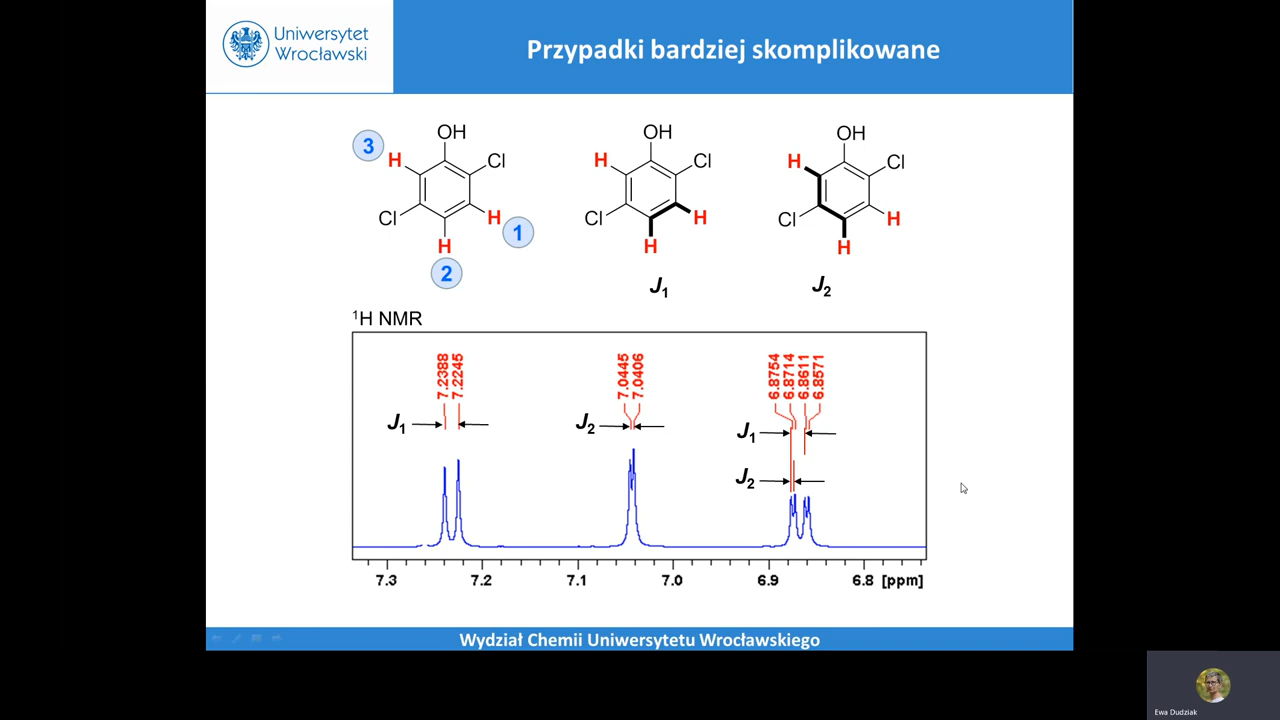 Uniwersytet
Wrocławski
Przypadki bardziej skomplikowane
OH
3
H
Cl
Cl
H
1
H
2
OH
H
Cl
Cl
H
H
J1
OH
H
Cl
Cl
H
H
J2
1H NMR
7.2388
7.2245
7.0445
7.0406
6.8754
6.8714
6.8611
6.8571
J1
J2
J1
J2
7.3 7.2 7.1 7.0 6.9 6.8 [ppm]
Wydział Chemii Uniwersytetu Wrocławskiego
Ewa Dudziak